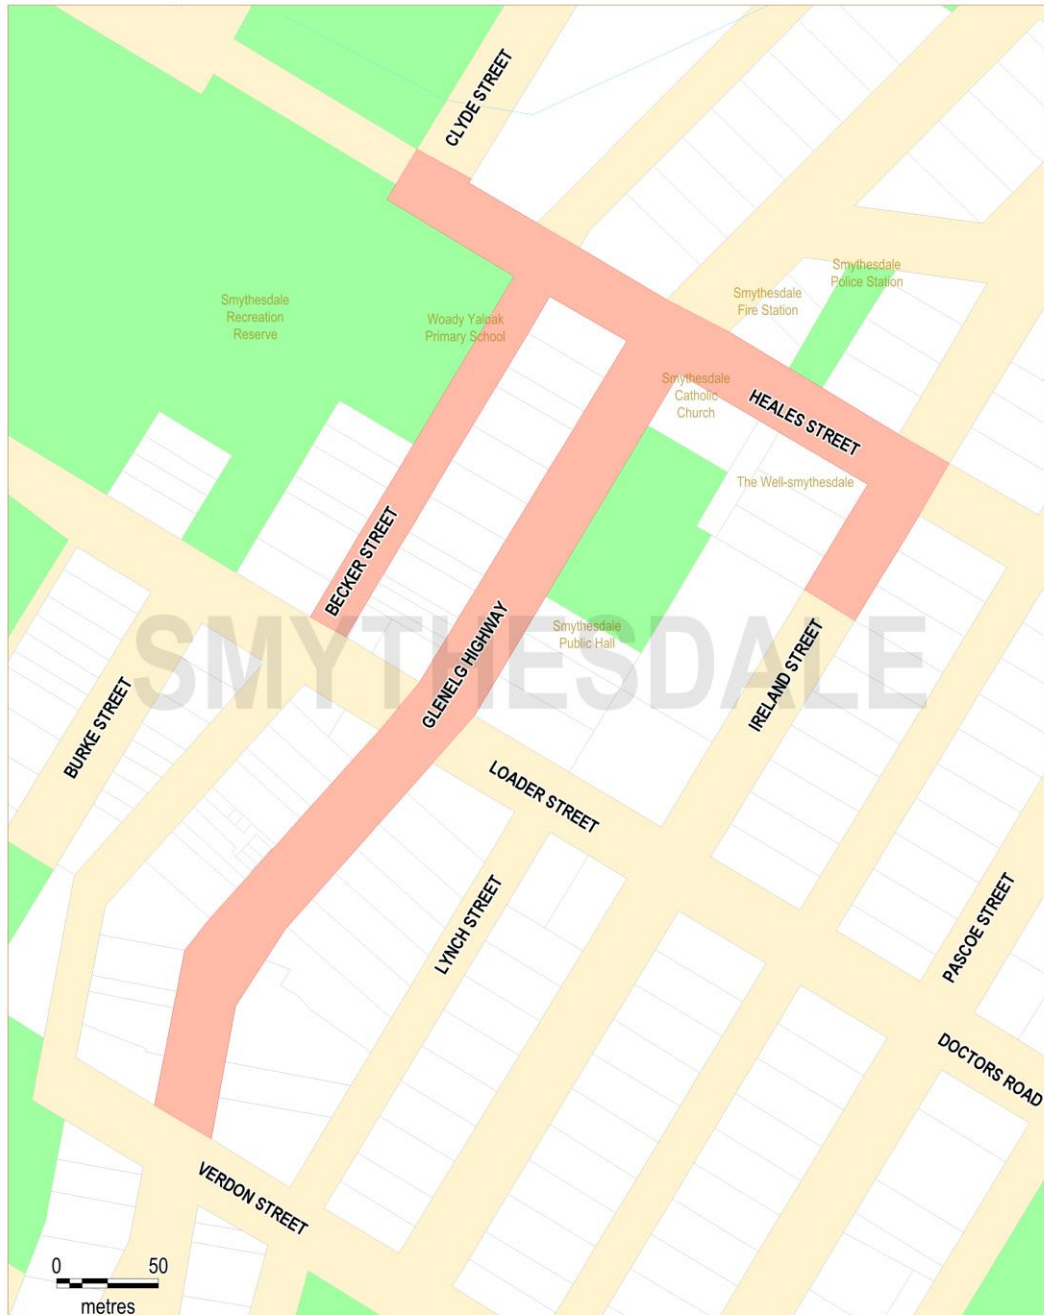 CLYDE STREET
Smythesdale
Police Station
Smythesdale
Fire Station
Smythesdale
Recreation
Reserve
Woady Yaloak
Primary School
Smythesdale
Catholic
Church
HEALES STREET
The Well-smythesdale
BECKER STREET
SMYTHESDALE
Smythesdale
Public Hall
GLENELG HIGHWAY
IRELAND STREET
BURKE STREET
LOADER STREET
LYNCH STREET
PASCOE STREET
DOCTORS ROAD
VERDON STREET
0 50
metres